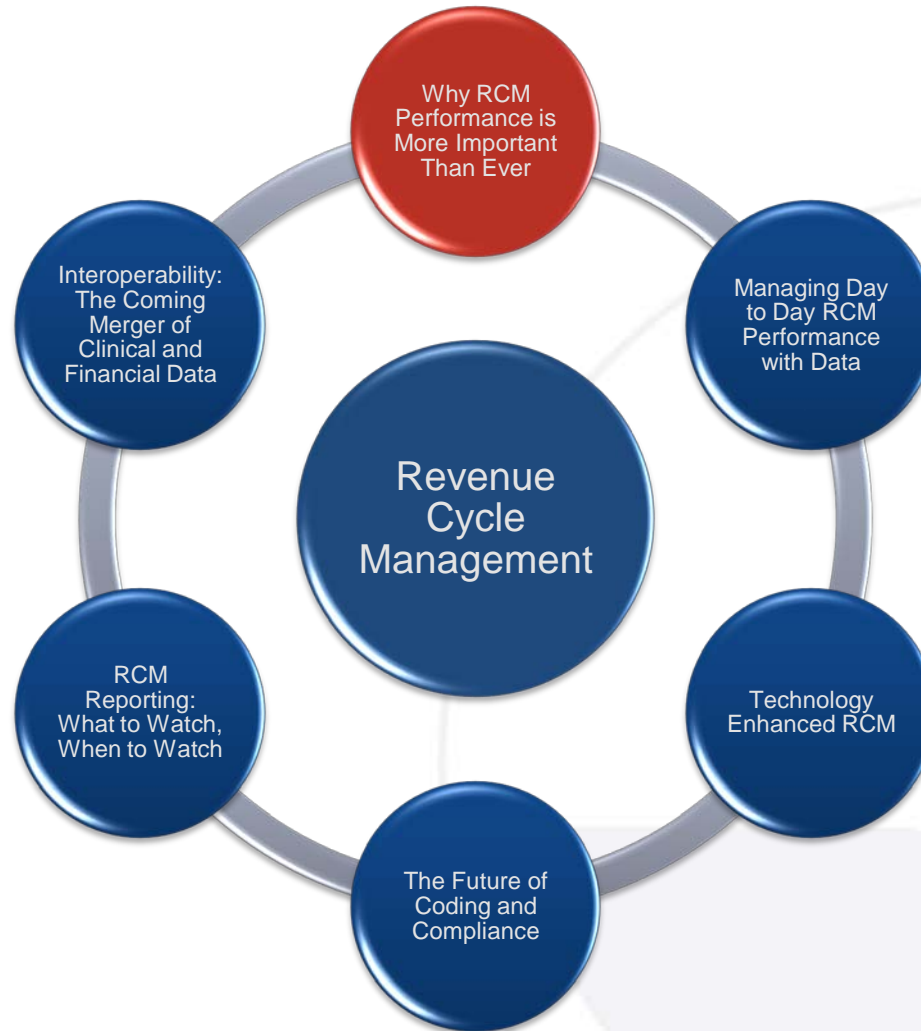 Why RCM
Performance is
More Important
Than Ever
Managing Day
to Day RCM
Performance
with Data
Technology
Enhanced RCM
The Future of
Coding and
Compliance
RCM
Reporting:
What to Watch,
When to Watch
Interoperability:
The Coming
Merger of
Clinical and
Financial Data
Revenue
Cycle
Management